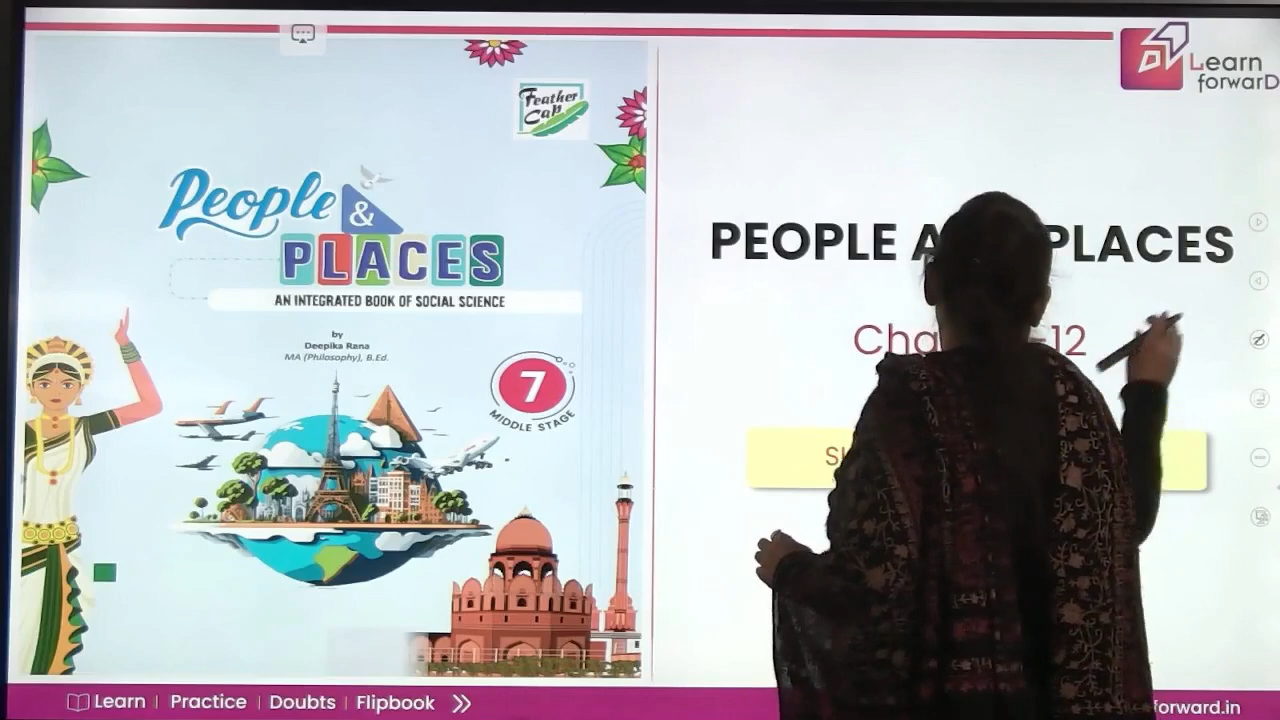 Feather
Cap
People
&
PLACES
AN INTEGRATED BOOK OF SOCIAL SCIENCE
by
Deepika Rana
MA (Philosophy), B.Ed.
7
MIDDLE STAGE
Learn
forwarD
PEOPLE A PLACES
Cha -12
Learn | Practice | Doubts | Flipbook
forward.in